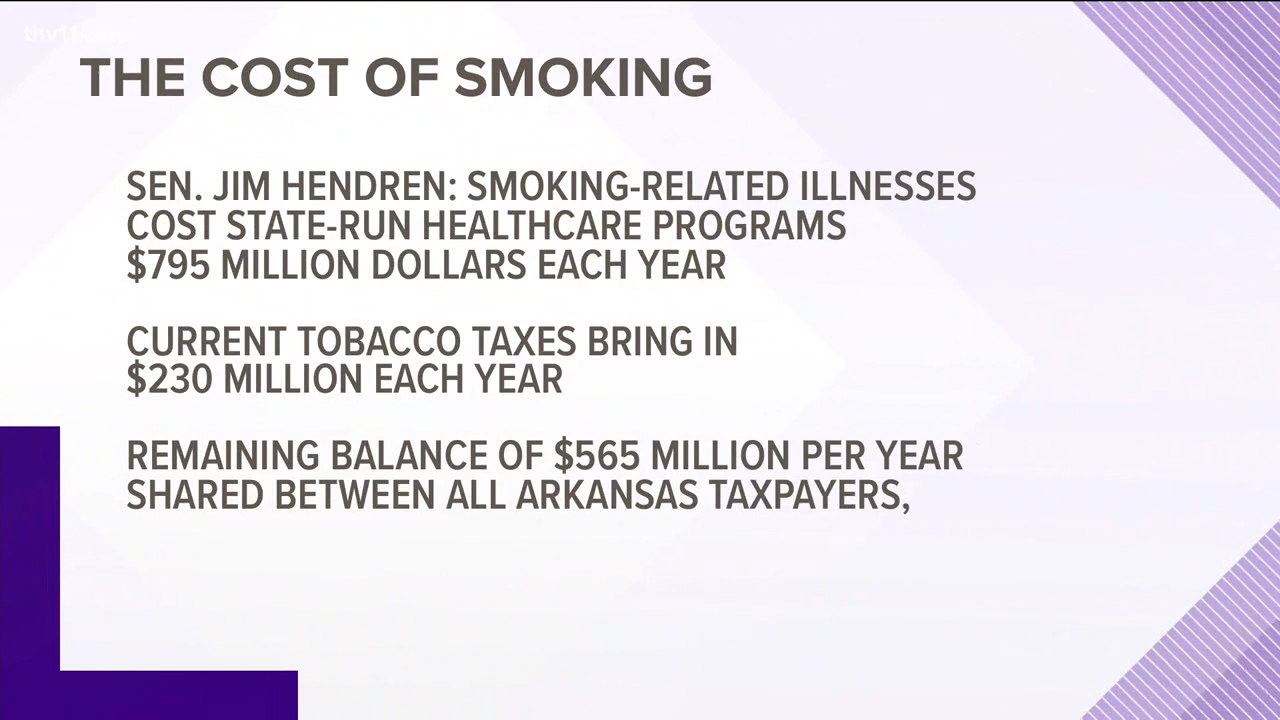 thv11.com
THE COST OF SMOKING
SEN. JIM HENDREN: SMOKING-RELATED ILLNESSES
COST STATE-RUN HEALTHCARE PROGRAMS
$795 MILLION DOLLARS EACH YEAR
CURRENT TOBACCO TAXES BRING IN
$230 MILLION EACH YEAR
REMAINING BALANCE OF $565 MILLION PER YEAR
SHARED BETWEEN ALL ARKANSAS TAXPAYERS,